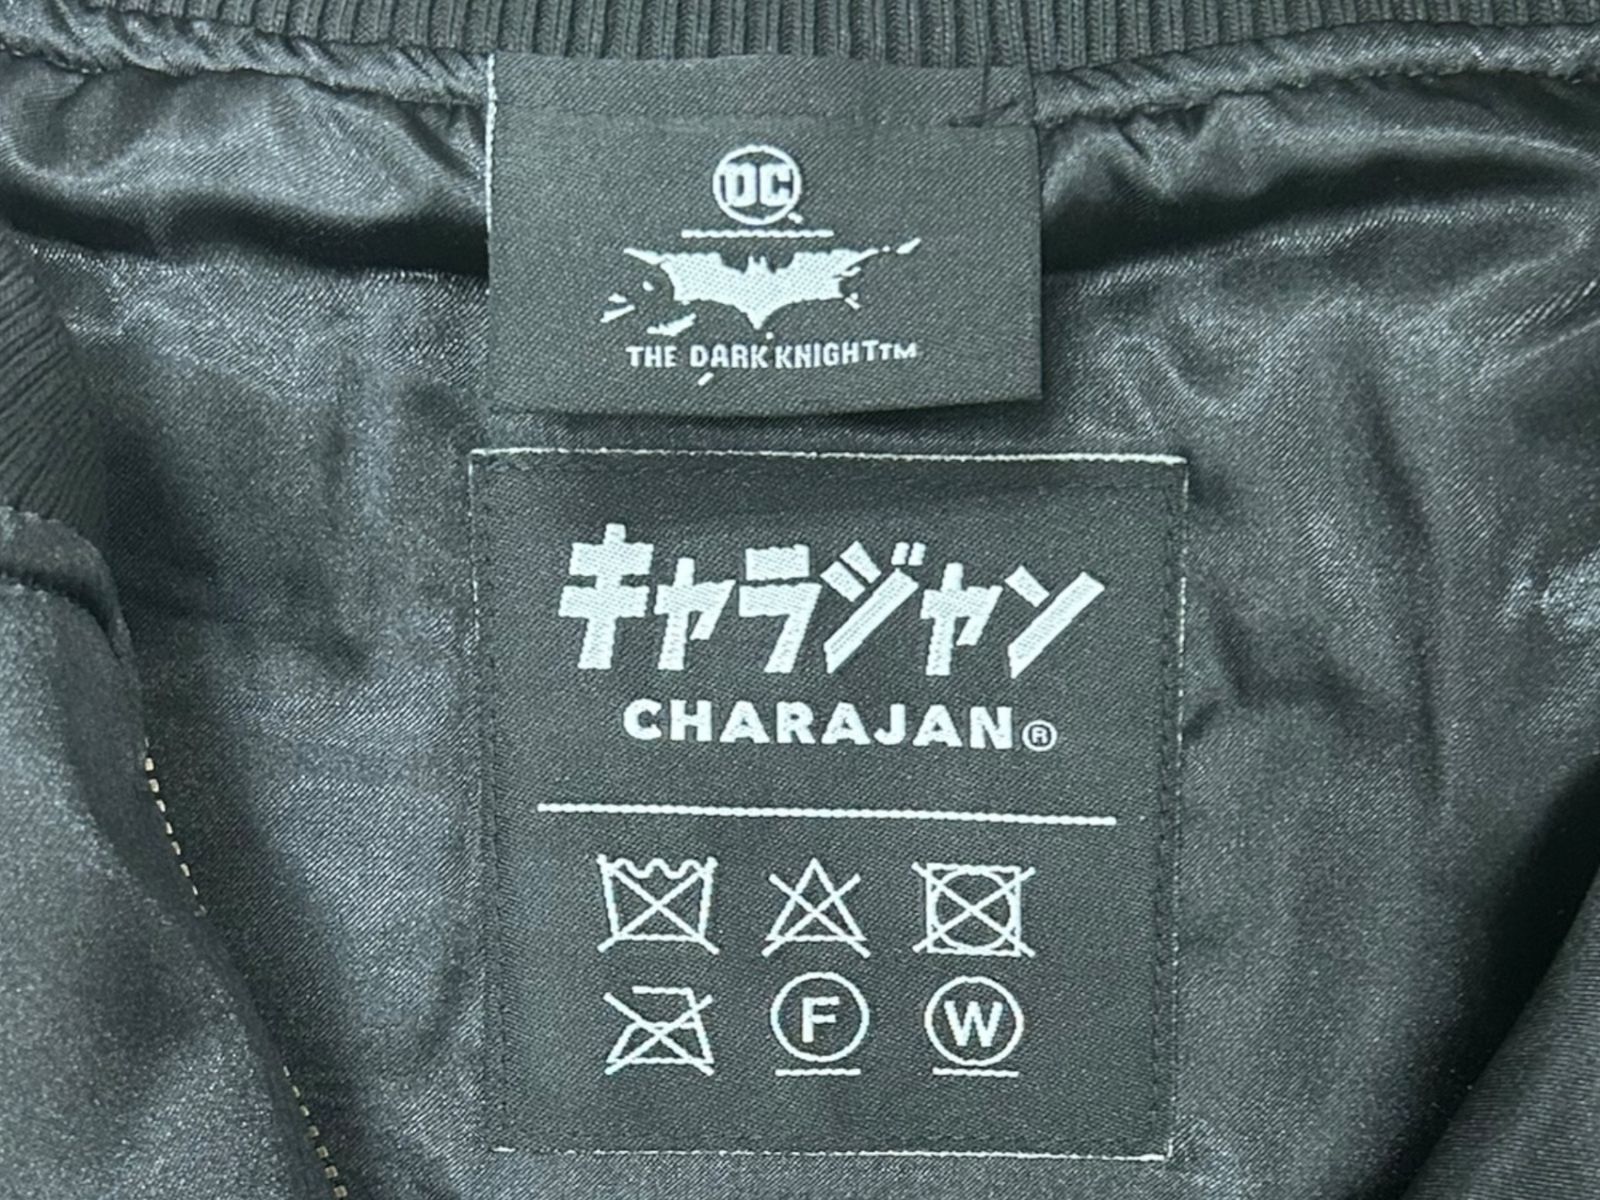 DC
THE DARK KNIGHT™
キャラジャン
CHARAJAN®
F W